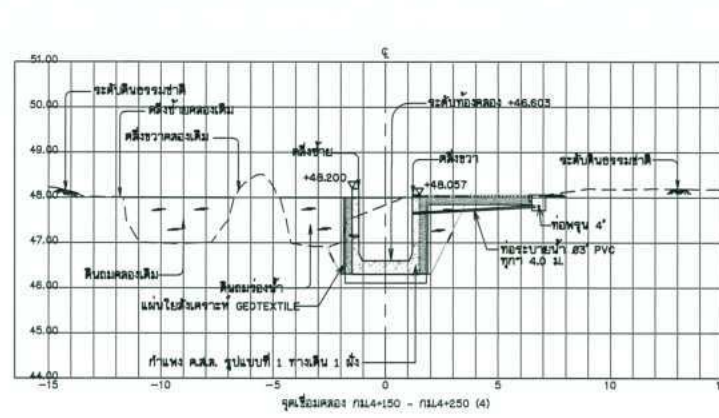 ℄
51.00
ระดับดินธรรมชาติ
50.00
ตลิ่งซ้ายคลองเดิม
ระดับท้องคลอง +46.603
ตลิ่งขวาคลองเดิม
49.00
ตลิ่งซ้าย
ตลิ่งขวา
ระดับดินธรรมชาติ
+48.200
+48.057
48.00
ท่อพรุน 4"
47.00
ท่อระบายน้ำ Ø3" PVC
ทุกๆ 4.0 ม.
ดินถมคลองเดิม
ดินถมร่องน้ำ
46.00
แผ่นใยสังเคราะห์ GEOTEXTILE
45.00
กำแพง ค.ส.ล. รูปแบบที่ 1 ทางเดิน 1 ฝั่ง
44.00
-15 -10 -5 0 5 10 15
จุดเชื่อมคลอง กม.4+150 - กม.4+250 (4)